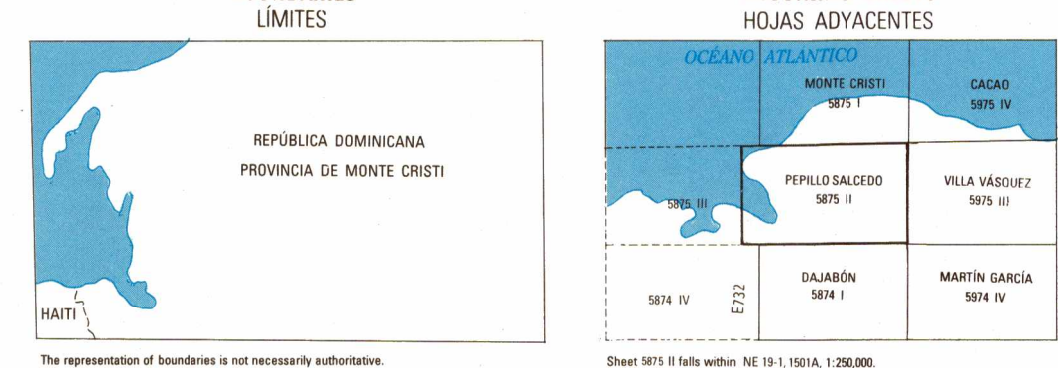 LÍMITES
REPÚBLICA DOMINICANA
PROVINCIA DE MONTE CRISTI
HAITI
The representation of boundaries is not necessarily authoritative.
HOJAS ADYACENTES
OCÉANO ATLANTICO
MONTE CRISTI
5875 I
CACAO
5975 IV
5875 III
PEPILLO SALCEDO
5875 II
VILLA VÁSQUEZ
5975 III
5874 IV
E732
DAJABÓN
5874 I
MARTÍN GARCÍA
5974 IV
Sheet 5875 II falls within NE 19-1, 1501A, 1:250,000.